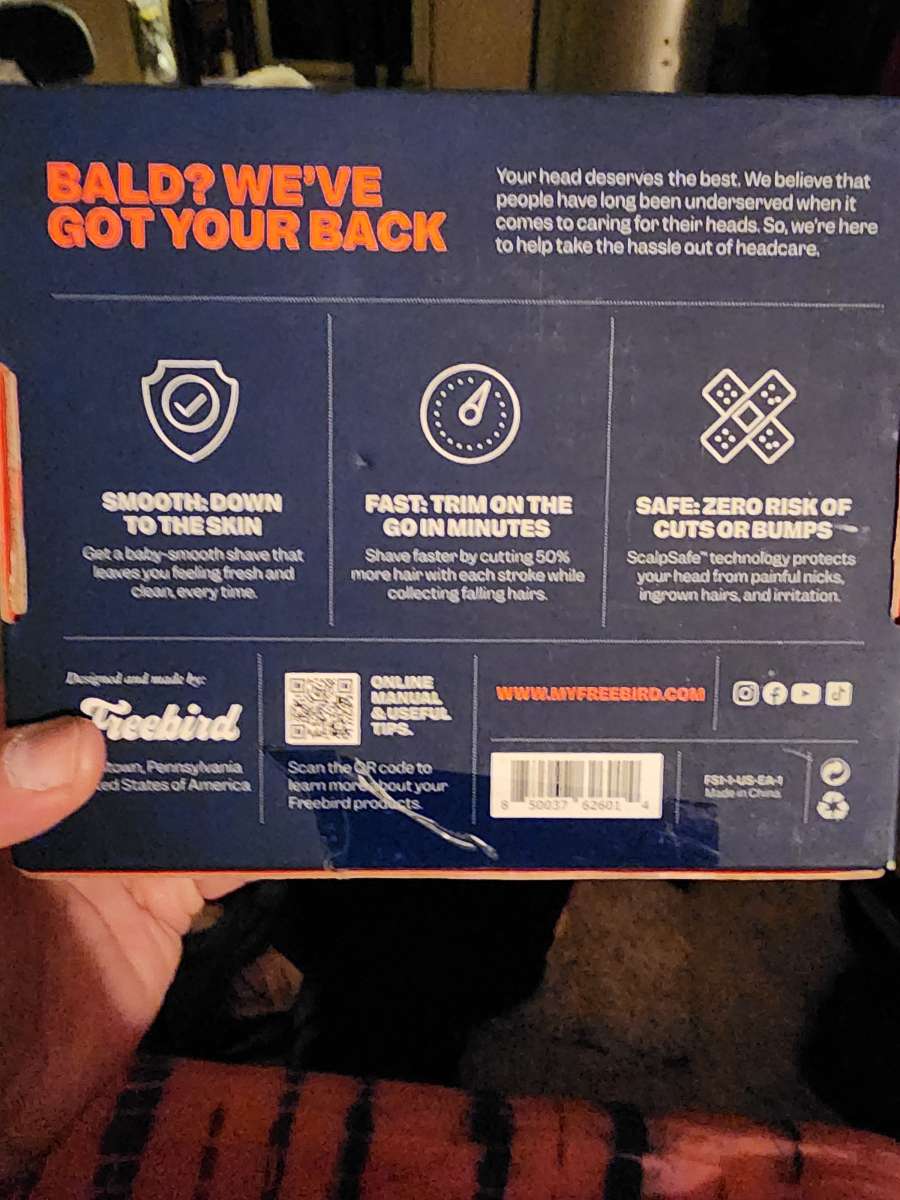 BALD? WE'VE
GOT YOUR BACK
Your head deserves the best. We believe that
people have long been underserved when it
comes to caring for their heads. So, we're here
to help take the hassle out of headcare.
SMOOTH: DOWN
TO THE SKIN
Get a baby-smooth shave that
leaves you feeling fresh and
clean, every time.
FAST: TRIM ON THE
GO IN MINUTES
Shave faster by cutting 50%
more hair with each stroke while
collecting falling hairs.
SAFE: ZERO RISK OF
CUTS OR BUMPS
ScalpSafe™ technology protects
your head from painful nicks,
ingrown hairs, and irritation.
Designed and made by:
Freebird
Pennsylvania
States of America
ONLINE
MANUAL
& USEFUL
TIPS.
Scan the QR code to
learn more about your
Freebird products.
WWW.MYFREEBIRD.COM
8 50037 62601 4
FS1-1-US-EA-1
Made in China